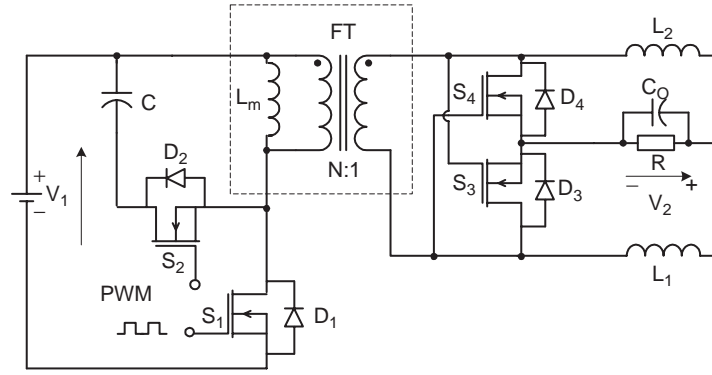 FT
L2
C
Lm
S4
D4
CO
D2
N:1
R
+
V1
−
S3
D3
− +
V2
S2
L1
PWM
S1
D1